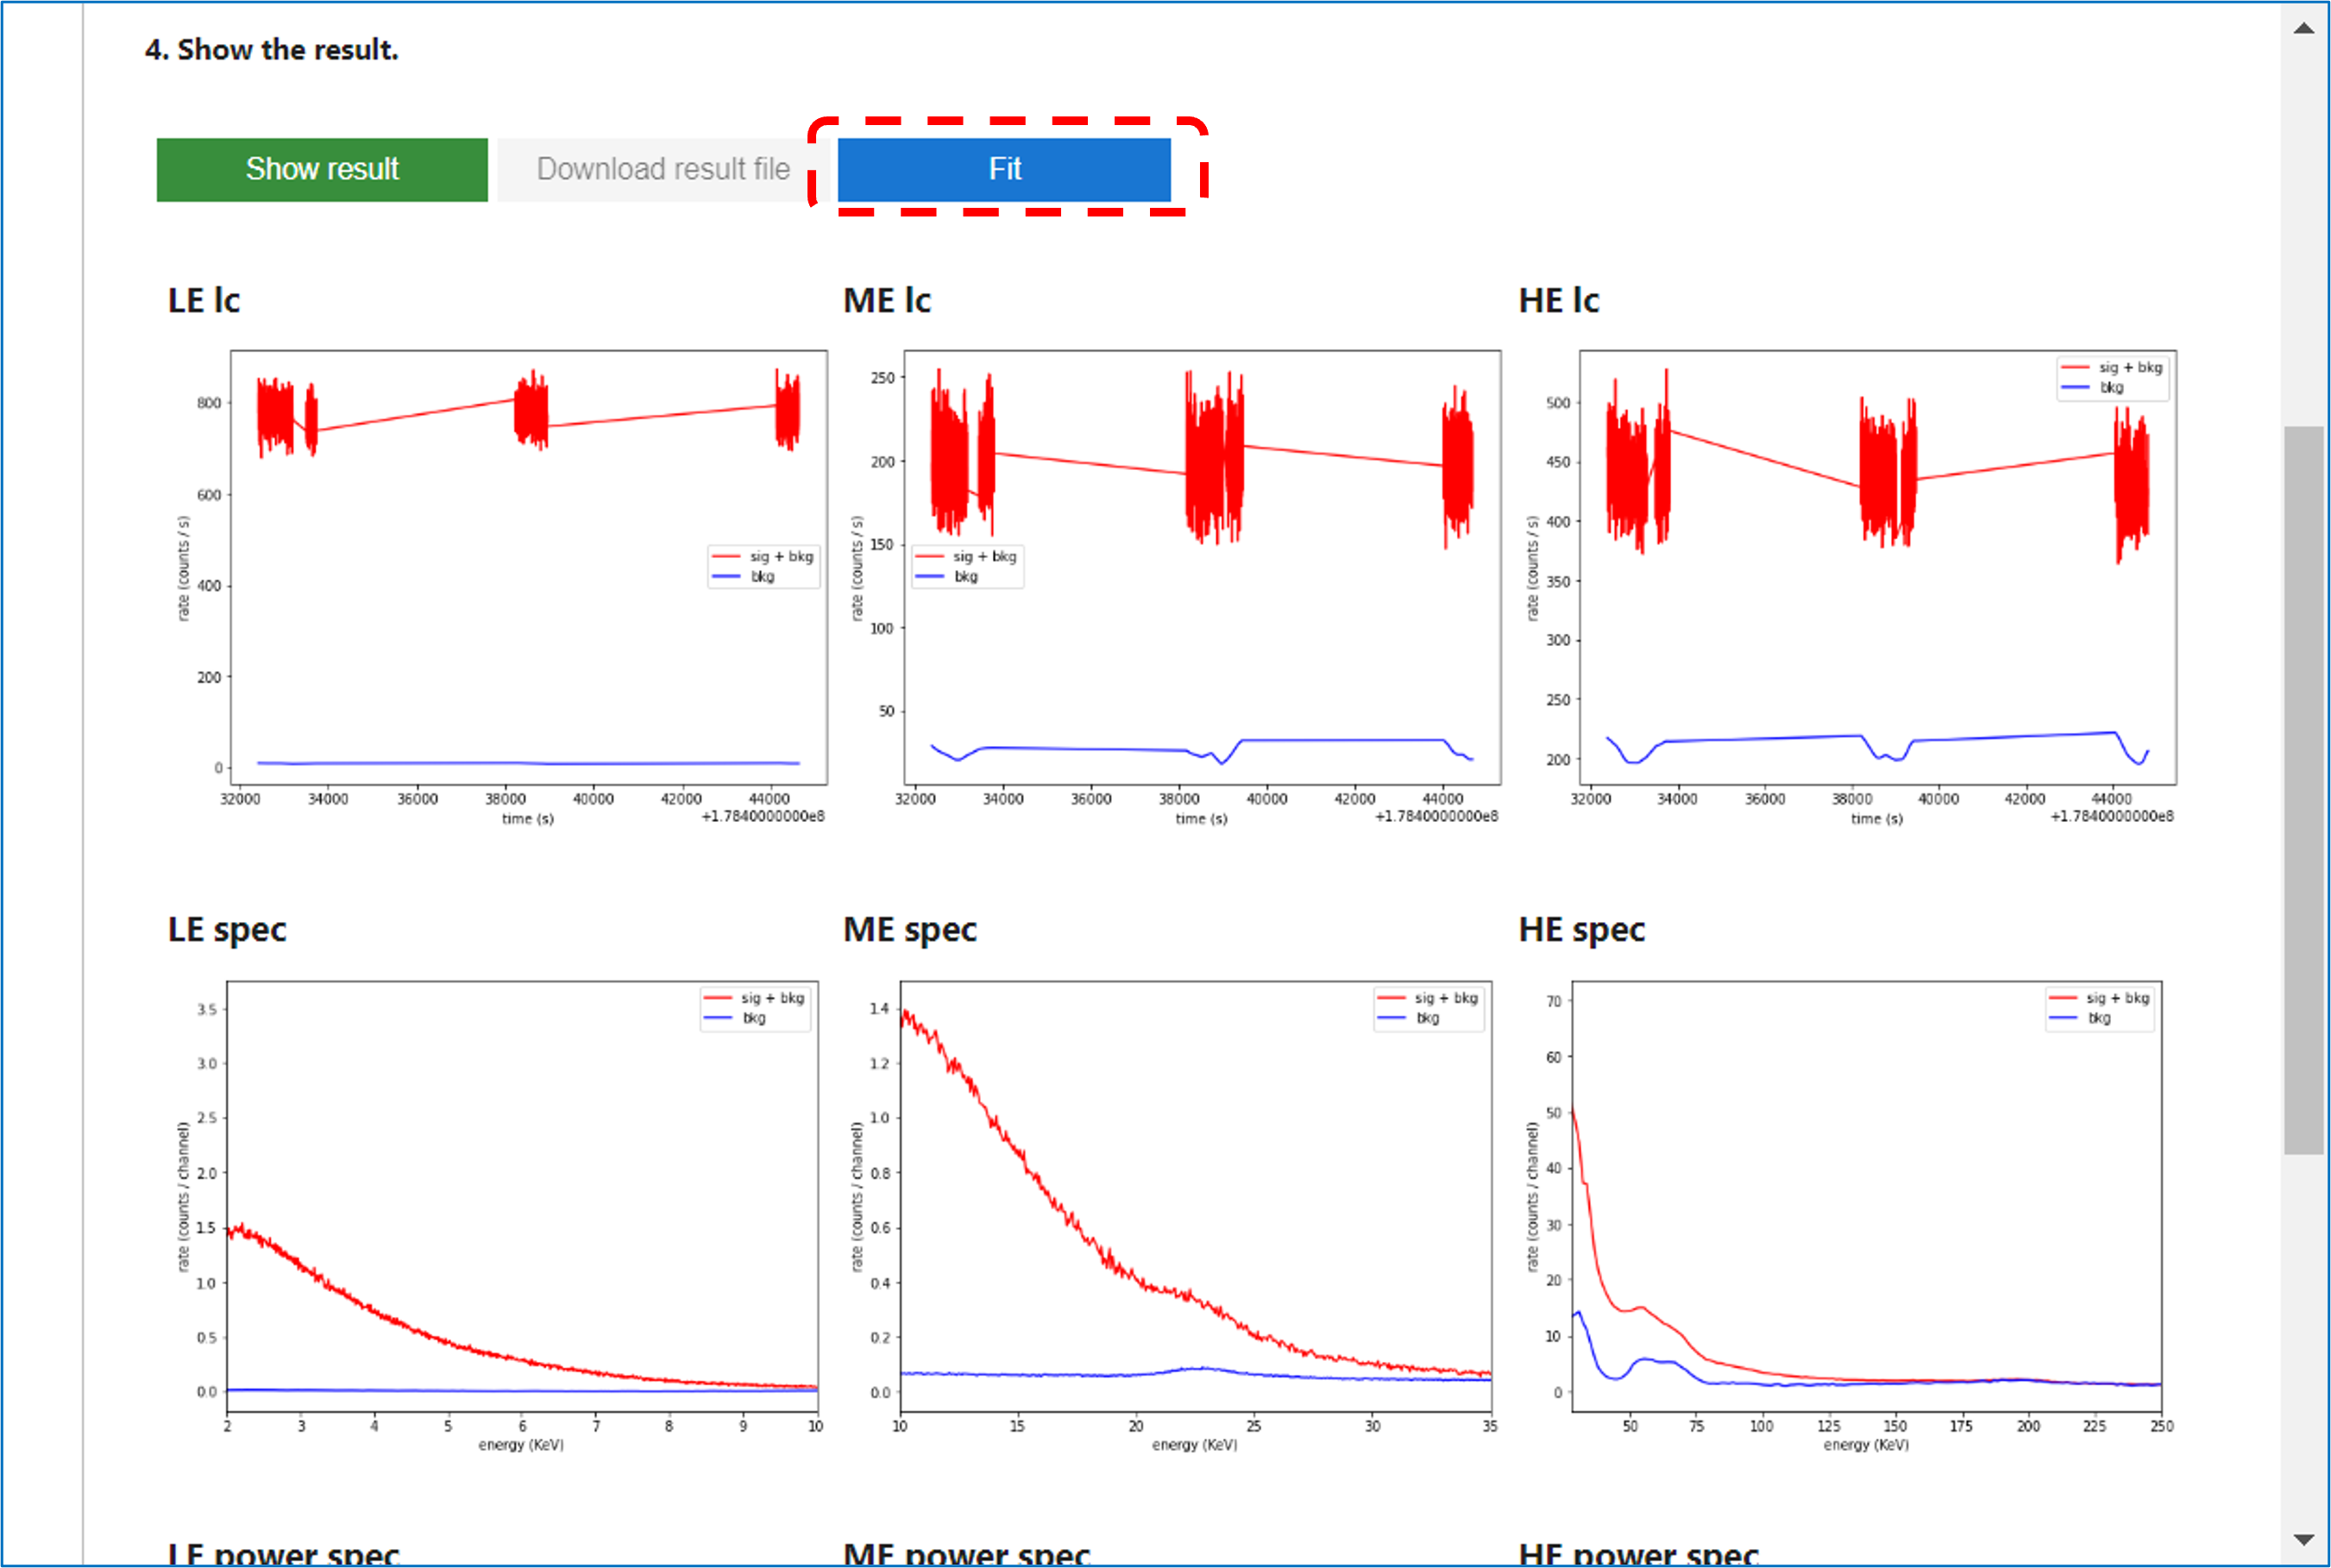 4. Show the result.
Show result
Download result file
Fit
LE lc
ME lc
HE lc
800
600
400
200
0
rate (counts / s)
sig + bkg
bkg
32000 34000 36000 38000 40000 42000 44000
time (s)
+1.7840000000e8
250
200
150
100
50
rate (counts / s)
sig + bkg
bkg
32000 34000 36000 38000 40000 42000 44000
time (s)
+1.7840000000e8
500
450
400
350
300
250
200
rate (counts / s)
sig + bkg
bkg
32000 34000 36000 38000 40000 42000 44000
time (s)
+1.7840000000e8
LE spec
ME spec
HE spec
3.5
3.0
2.5
2.0
1.5
1.0
0.5
0.0
rate (counts / channel)
sig + bkg
bkg
2 3 4 5 6 7 8 9 10
energy (KeV)
1.4
1.2
1.0
0.8
0.6
0.4
0.2
0.0
rate (counts / channel)
sig + bkg
bkg
10 15 20 25 30 35
energy (KeV)
70
60
50
40
30
20
10
0
rate (counts / channel)
sig + bkg
bkg
50 75 100 125 150 175 200 225 250
energy (KeV)
LE power spec
ME power spec
HE power spec